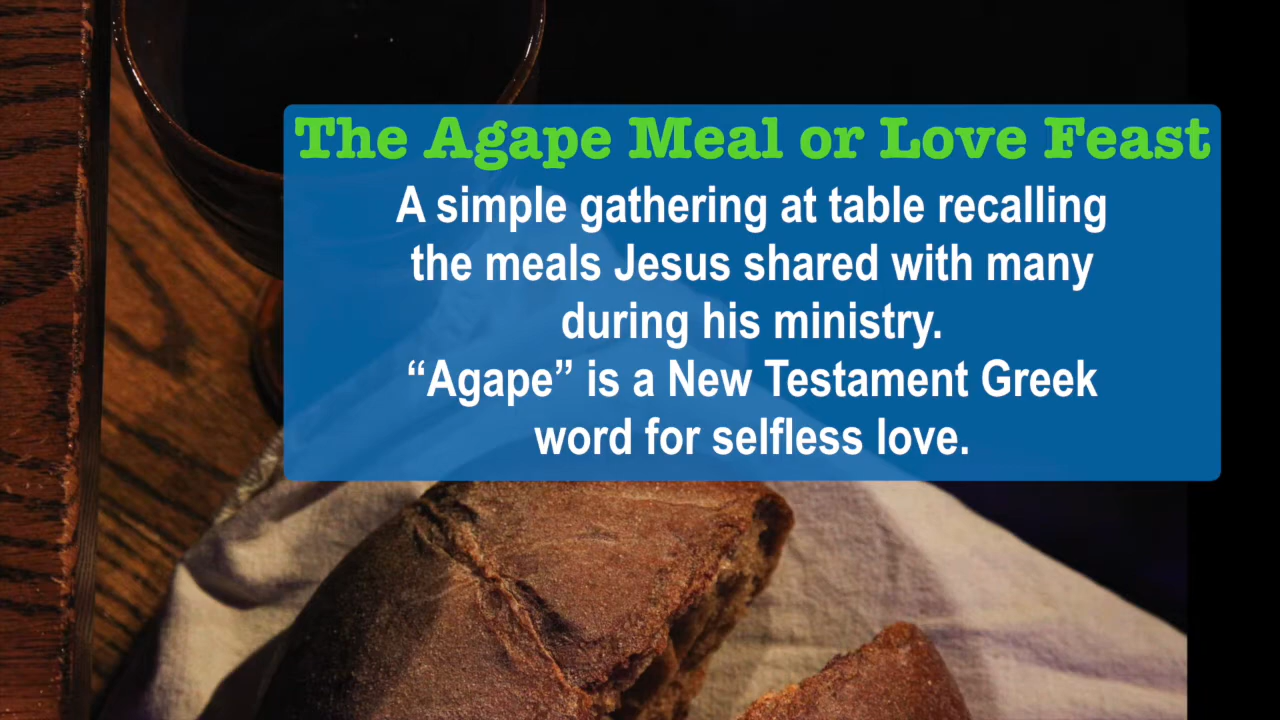 The Agape Meal or Love Feast
A simple gathering at table recalling
the meals Jesus shared with many
during his ministry.
“Agape” is a New Testament Greek
word for selfless love.